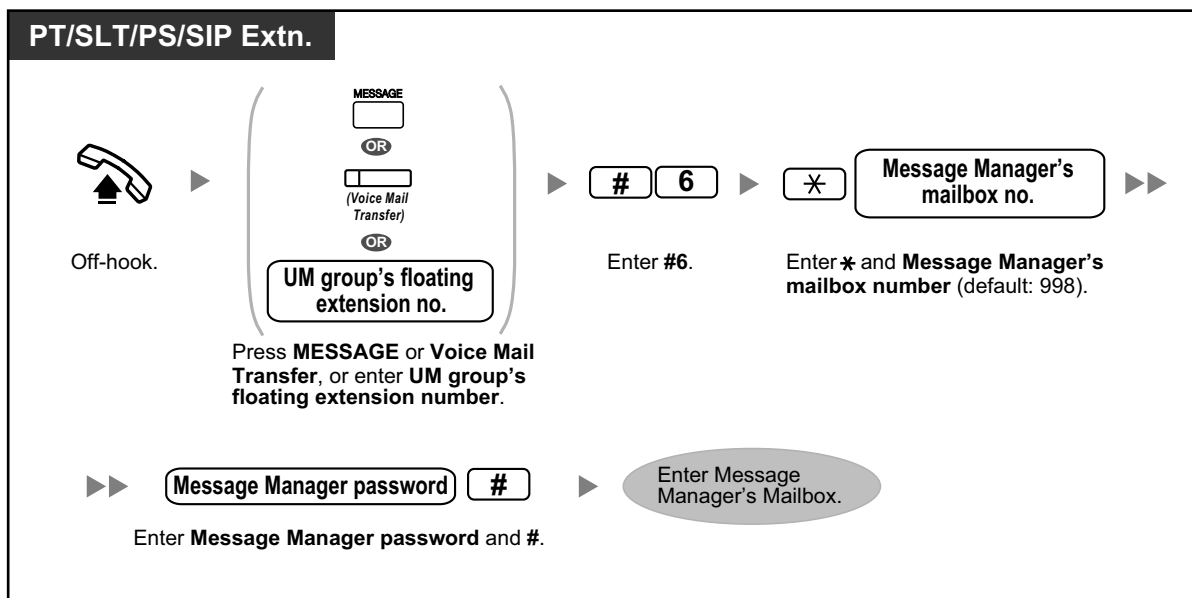 PT/SLT/PS/SIP Extn.
MESSAGE
OR
(Voice Mail
Transfer)
OR
UM group's floating
extension no.
# 6
* Message Manager's
mailbox no.
Off-hook.
Press MESSAGE or Voice Mail
Transfer, or enter UM group's
floating extension number.
Enter #6.
Enter * and Message Manager's
mailbox number (default: 998).
Message Manager password #
Enter Message
Manager's Mailbox.
Enter Message Manager password and #.